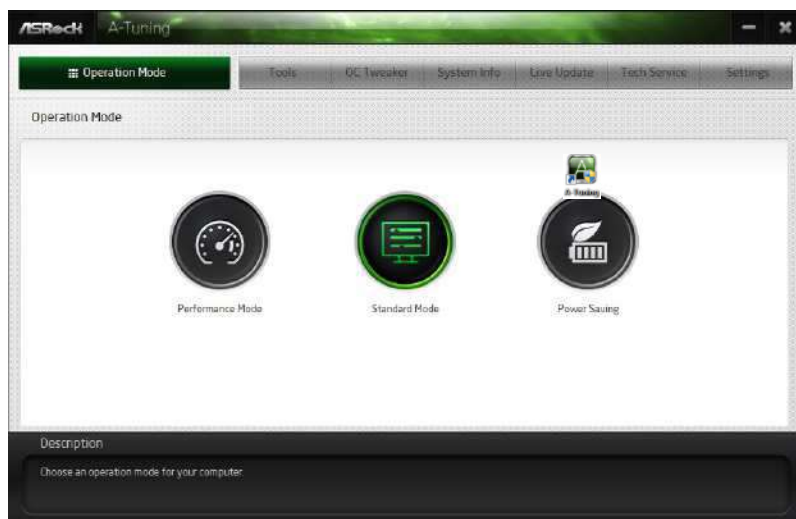 ASRock A-Tuning
Operation Mode Tools OC Tweaker System Info Live Update Tech Service Settings
Operation Mode
A-Tuning
Performance Mode Standard Mode Power Saving
Description
Choose an operation mode for your computer